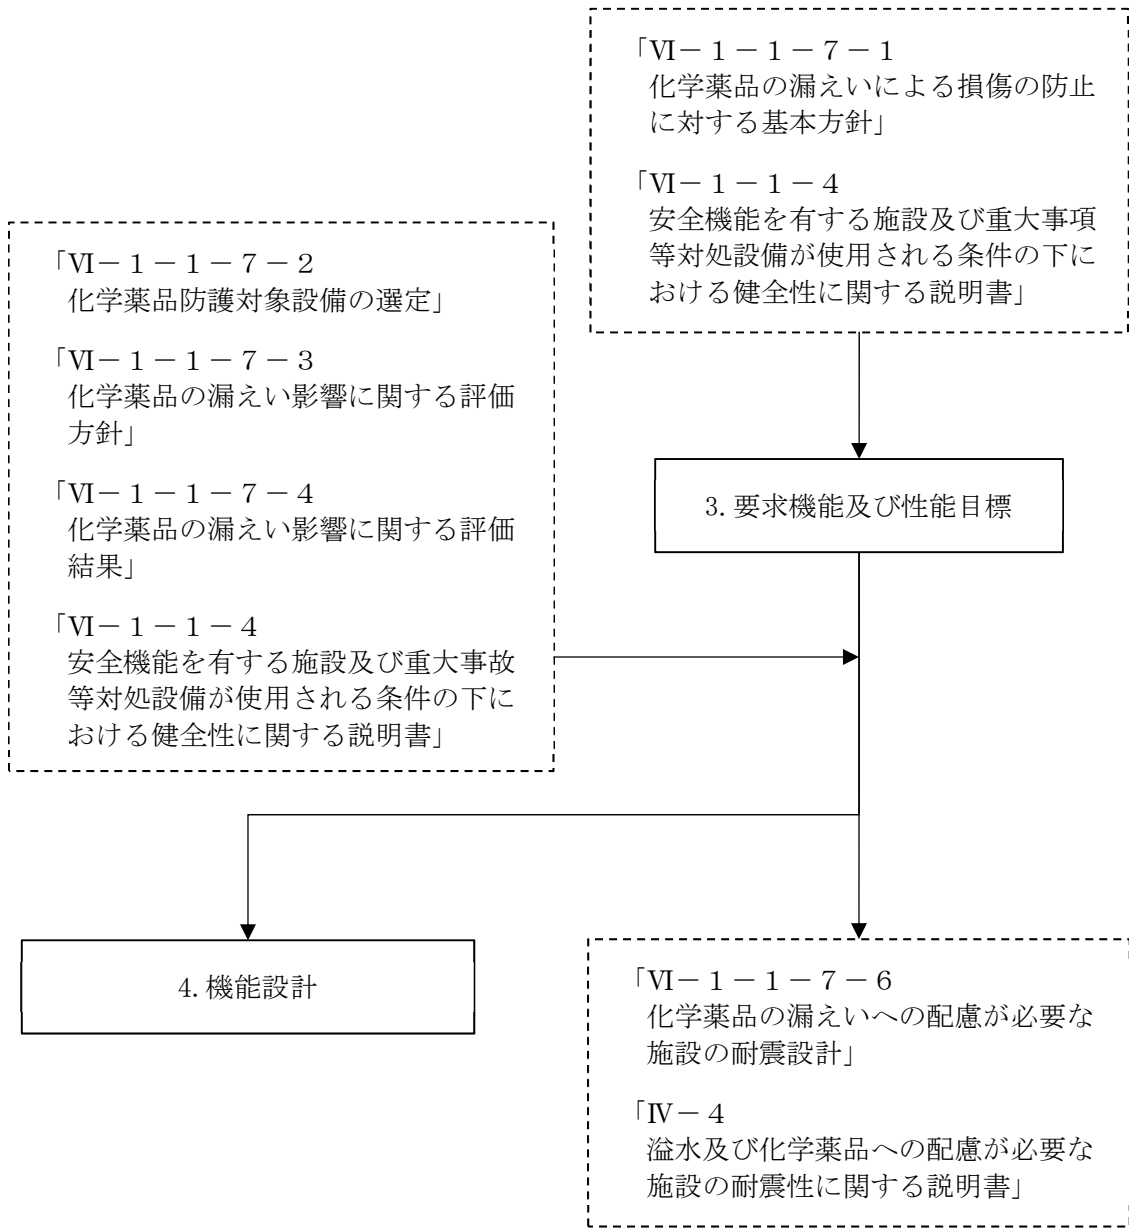 「Ⅵ－１－１－７－１
化学薬品の漏えいによる損傷の防止
に対する基本方針」
「Ⅵ－１－１－４
安全機能を有する施設及び重大事項
等対処設備が使用される条件の下に
おける健全性に関する説明書」
「Ⅵ－１－１－７－２
化学薬品防護対象設備の選定」
「Ⅵ－１－１－７－３
化学薬品の漏えい影響に関する評価
方針」
「Ⅵ－１－１－７－４
化学薬品の漏えい影響に関する評価
結果」
「Ⅵ－１－１－４
安全機能を有する施設及び重大事故
等対処設備が使用される条件の下に
おける健全性に関する説明書」
3.要求機能及び性能目標
4.機能設計
「Ⅵ－１－１－７－６
化学薬品の漏えいへの配慮が必要な
施設の耐震設計」
「Ⅳ－４
溢水及び化学薬品への配慮が必要な
施設の耐震性に関する説明書」